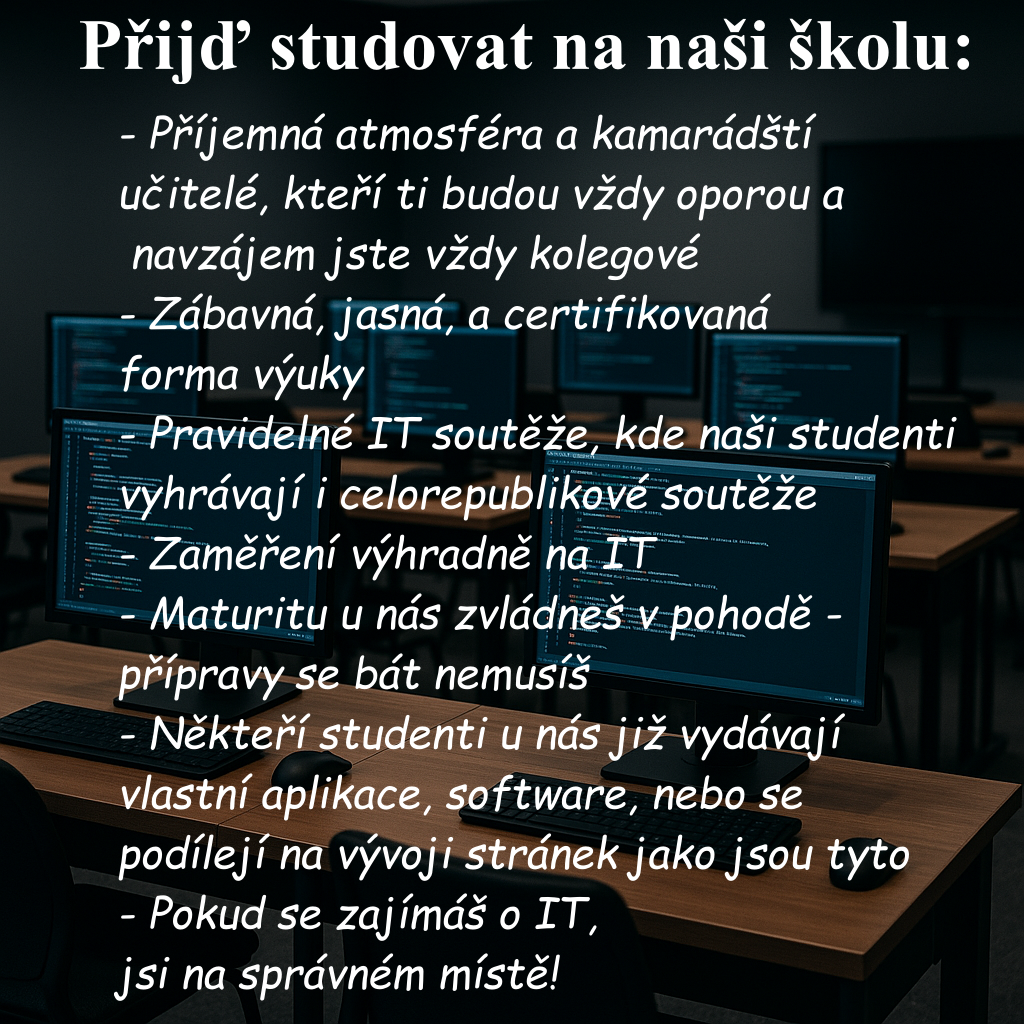 Přijď studovat na naši školu:
- Příjemná atmosféra a kamarádští
učitelé, kteří ti budou vždy oporou a
navzájem jste vždy kolegové
- Zábavná, jasná, a certifikovaná
forma výuky
- Pravidelné IT soutěže, kde naši studenti
vyhrávají i celorepublikové soutěže
- Zaměření výhradně na IT
- Maturitu u nás zvládneš v pohodě -
přípravy se bát nemusíš
- Někteří studenti u nás již vydávají
vlastní aplikace, software, nebo se
podílejí na vývoji stránek jako jsou tyto
- Pokud se zajímáš o IT,
jsi na správném místě!